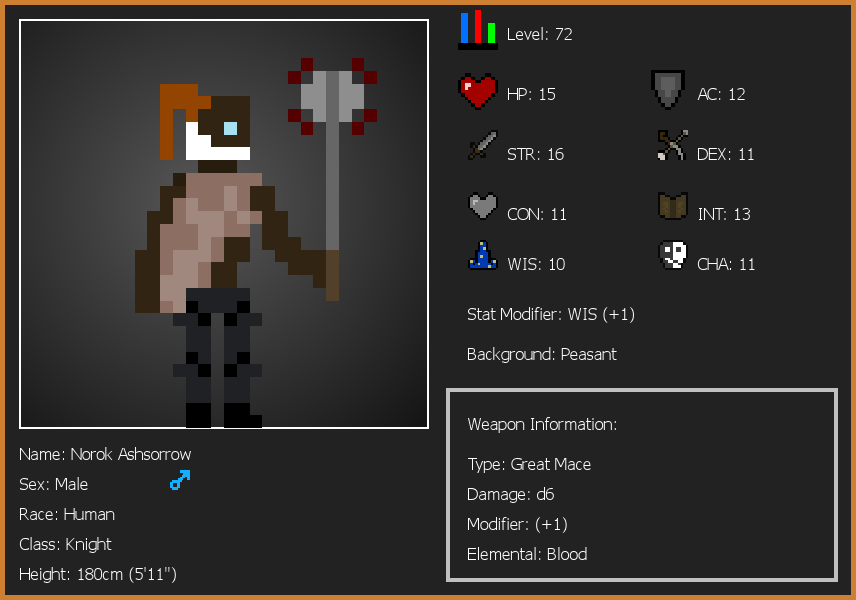 Level: 72
HP: 15
AC: 12
STR: 16
DEX: 11
CON: 11
INT: 13
WIS: 10
CHA: 11
Stat Modifier: WIS (+1)
Background: Peasant
Weapon Information:
Type: Great Mace
Damage: d6
Modifier: (+1)
Elemental: Blood
Name: Norok Ashsorrow
Sex: Male
Race: Human
Class: Knight
Height: 180cm (5'11")